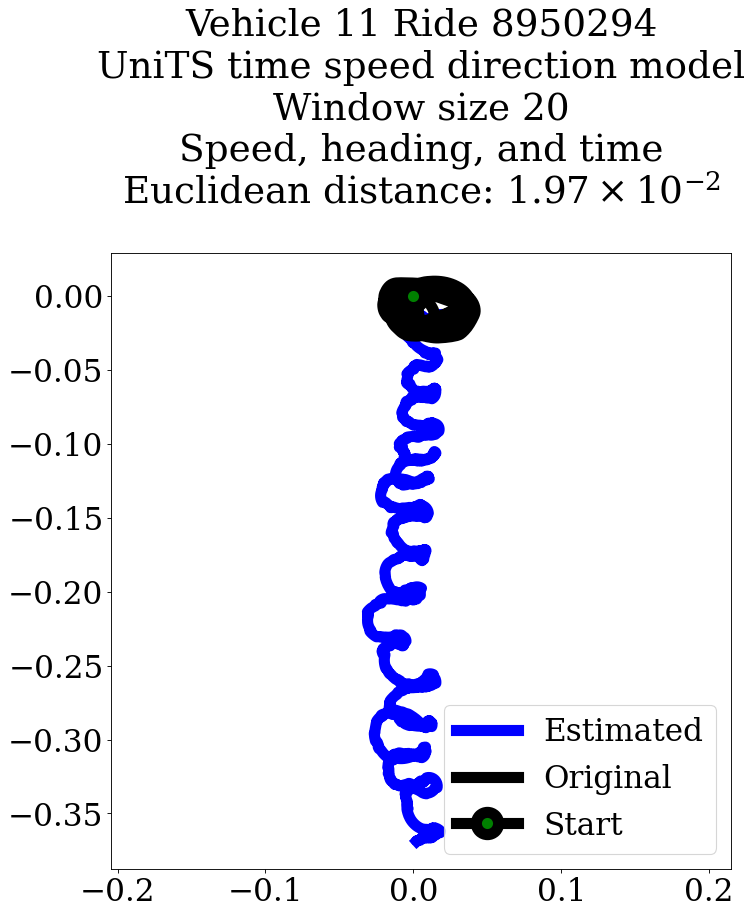 Vehicle 11 Ride 8950294
UniTS time speed direction model
Window size 20
Speed, heading, and time
Euclidean distance: 1.97 × 10⁻²
0.00
−0.05
−0.10
−0.15
−0.20
−0.25
−0.30
−0.35
Estimated
Original
Start
−0.2 −0.1 0.0 0.1 0.2